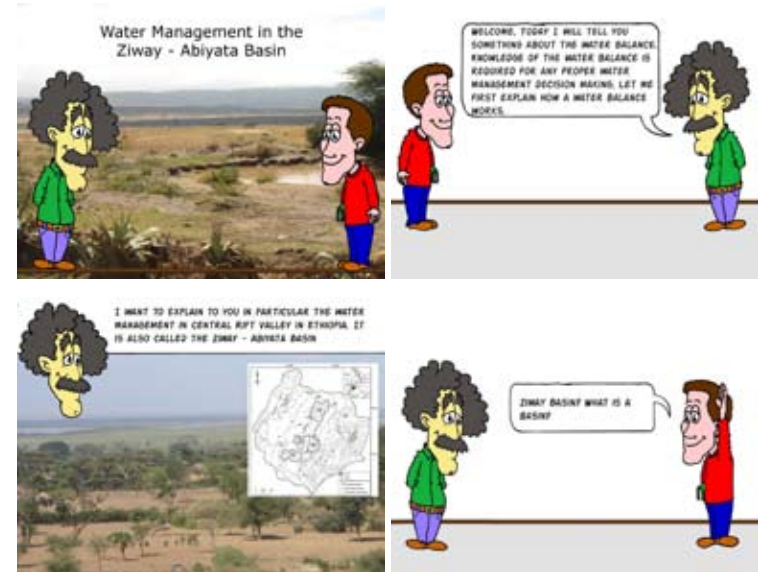 Water Management in the
Ziway - Abiyata Basin
WELCOME, TODAY I WILL TELL YOU
SOMETHING ABOUT THE WATER BALANCE.
KNOWLEDGE OF THE WATER BALANCE IS
REQUIRED FOR ANY PROPER WATER
MANAGEMENT DECISION MAKING. LET ME
FIRST EXPLAIN HOW A WATER BALANCE
WORKS.
I WANT TO EXPLAIN TO YOU IN PARTICULAR THE WATER
MANAGEMENT IN CENTRAL RIFT VALLEY IN ETHIOPIA. IT
IS ALSO CALLED THE ZIWAY - ABIYATA BASIN
ZIWAY BASIN? WHAT IS A
BASIN?